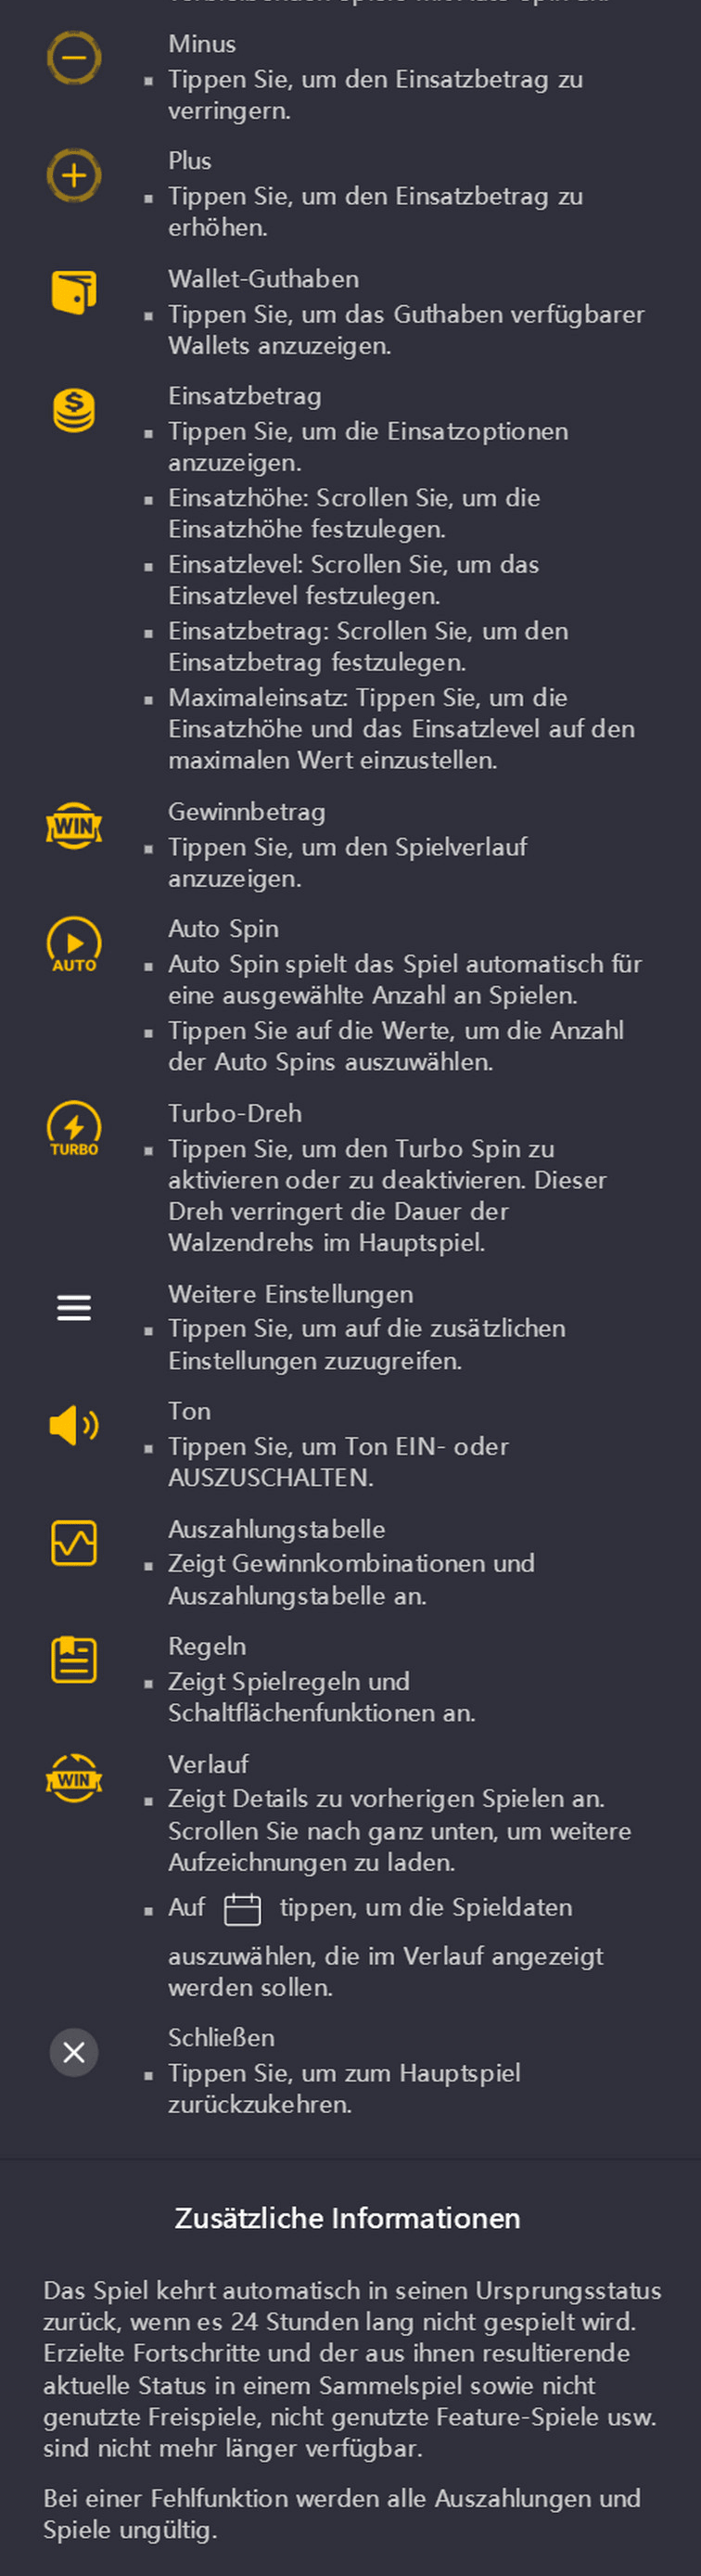 Minus
▪ Tippen Sie, um den Einsatzbetrag zu
verringern.
Plus
▪ Tippen Sie, um den Einsatzbetrag zu
erhöhen.
Wallet-Guthaben
▪ Tippen Sie, um das Guthaben verfügbarer
Wallets anzuzeigen.
Einsatzbetrag
▪ Tippen Sie, um die Einsatzoptionen
anzuzeigen.
▪ Einsatzhöhe: Scrollen Sie, um die
Einsatzhöhe festzulegen.
▪ Einsatzlevel: Scrollen Sie, um das
Einsatzlevel festzulegen.
▪ Einsatzbetrag: Scrollen Sie, um den
Einsatzbetrag festzulegen.
▪ Maximaleinsatz: Tippen Sie, um die
Einsatzhöhe und das Einsatzlevel auf den
maximalen Wert einzustellen.
WIN
Gewinnbetrag
▪ Tippen Sie, um den Spielverlauf
anzuzeigen.
AUTO
Auto Spin
▪ Auto Spin spielt das Spiel automatisch für
eine ausgewählte Anzahl an Spielen.
▪ Tippen Sie auf die Werte, um die Anzahl
der Auto Spins auszuwählen.
TURBO
Turbo-Dreh
▪ Tippen Sie, um den Turbo Spin zu
aktivieren oder zu deaktivieren. Dieser
Dreh verringert die Dauer der
Walzendrehs im Hauptspiel.
Weitere Einstellungen
▪ Tippen Sie, um auf die zusätzlichen
Einstellungen zuzugreifen.
Ton
▪ Tippen Sie, um Ton EIN- oder
AUSZUSCHALTEN.
Auszahlungstabelle
▪ Zeigt Gewinnkombinationen und
Auszahlungstabelle an.
Regeln
▪ Zeigt Spielregeln und
Schaltflächenfunktionen an.
WIN
Verlauf
▪ Zeigt Details zu vorherigen Spielen an.
Scrollen Sie nach ganz unten, um weitere
Aufzeichnungen zu laden.
▪ Auf tippen, um die Spieldaten
auszuwählen, die im Verlauf angezeigt
werden sollen.
Schließen
▪ Tippen Sie, um zum Hauptspiel
zurückzukehren.
Zusätzliche Informationen
Das Spiel kehrt automatisch in seinen Ursprungsstatus
zurück, wenn es 24 Stunden lang nicht gespielt wird.
Erzielte Fortschritte und der aus ihnen resultierende
aktuelle Status in einem Sammelspiel sowie nicht
genutzte Freispiele, nicht genutzte Feature-Spiele usw.
sind nicht mehr länger verfügbar.
Bei einer Fehlfunktion werden alle Auszahlungen und
Spiele ungültig.